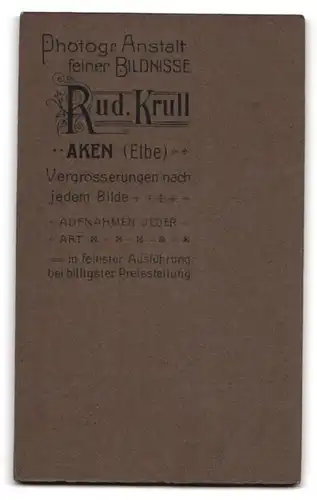 Photogr. Anstalt
feiner BILDNISSE
Rud. Krull
AKEN (Elbe)
Vergrösserungen nach
jedem Bilde
AUFNAHMEN JEDER
ART
in feinster Ausführung
bei billigster Preisstellung